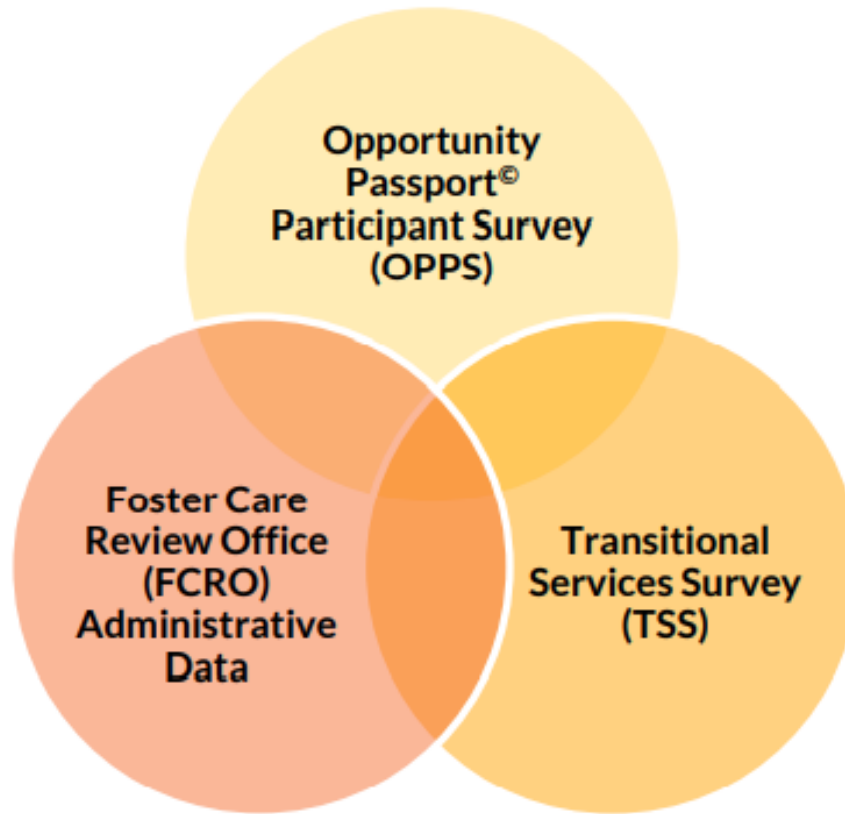 Opportunity
Passport©
Participant Survey
(OPPS)
Foster Care
Review Office
(FCRO)
Administrative
Data
Transitional
Services Survey
(TSS)